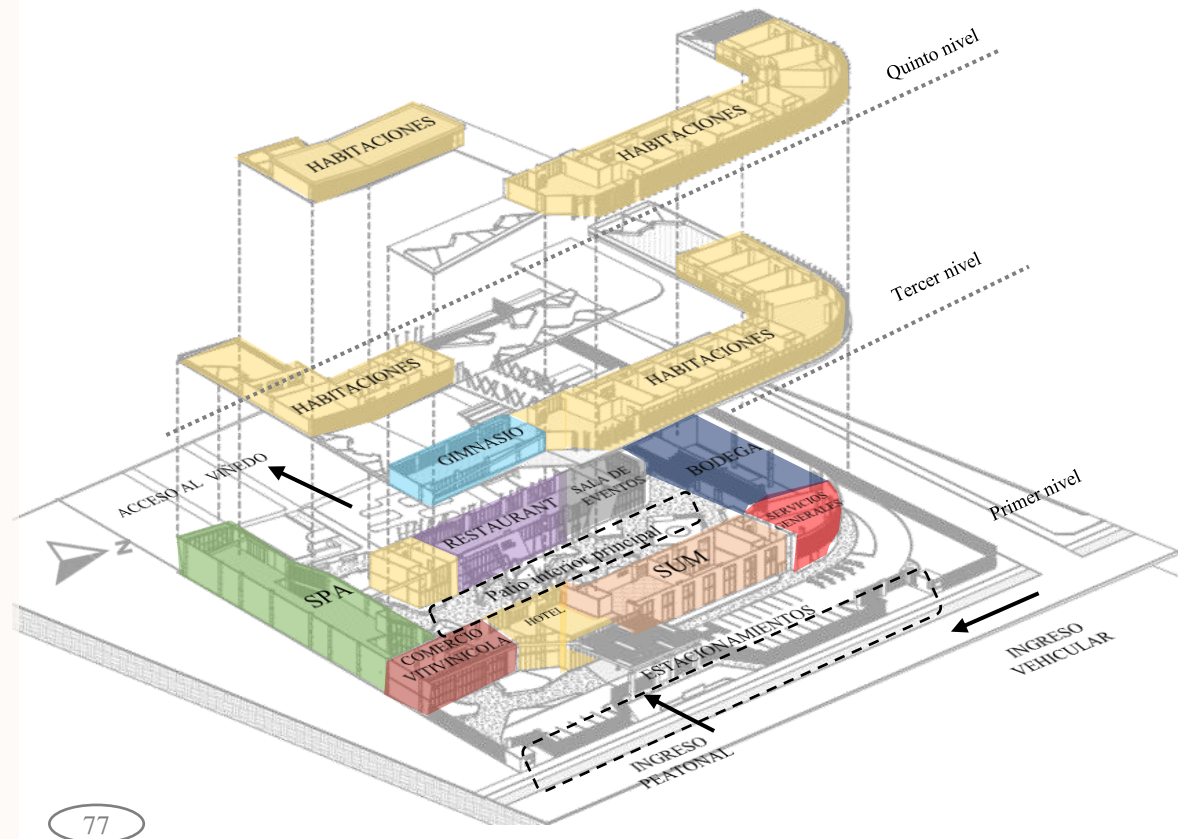 Quinto nivel
HABITACIONES
HABITACIONES
Tercer nivel
HABITACIONES
HABITACIONES
GIMNASIO
BODEGA
ACCESO AL VIÑEDO
SALA DE
EVENTOS
Primer nivel
RESTAURANT
SERVICIOS
GENERALES
Patio interior principal
SUM
N
SPA
HOTEL
COMERCIO
VITIVINICOLA
ESTACIONAMIENTOS
INGRESO
VEHICULAR
INGRESO
PEATONAL
77